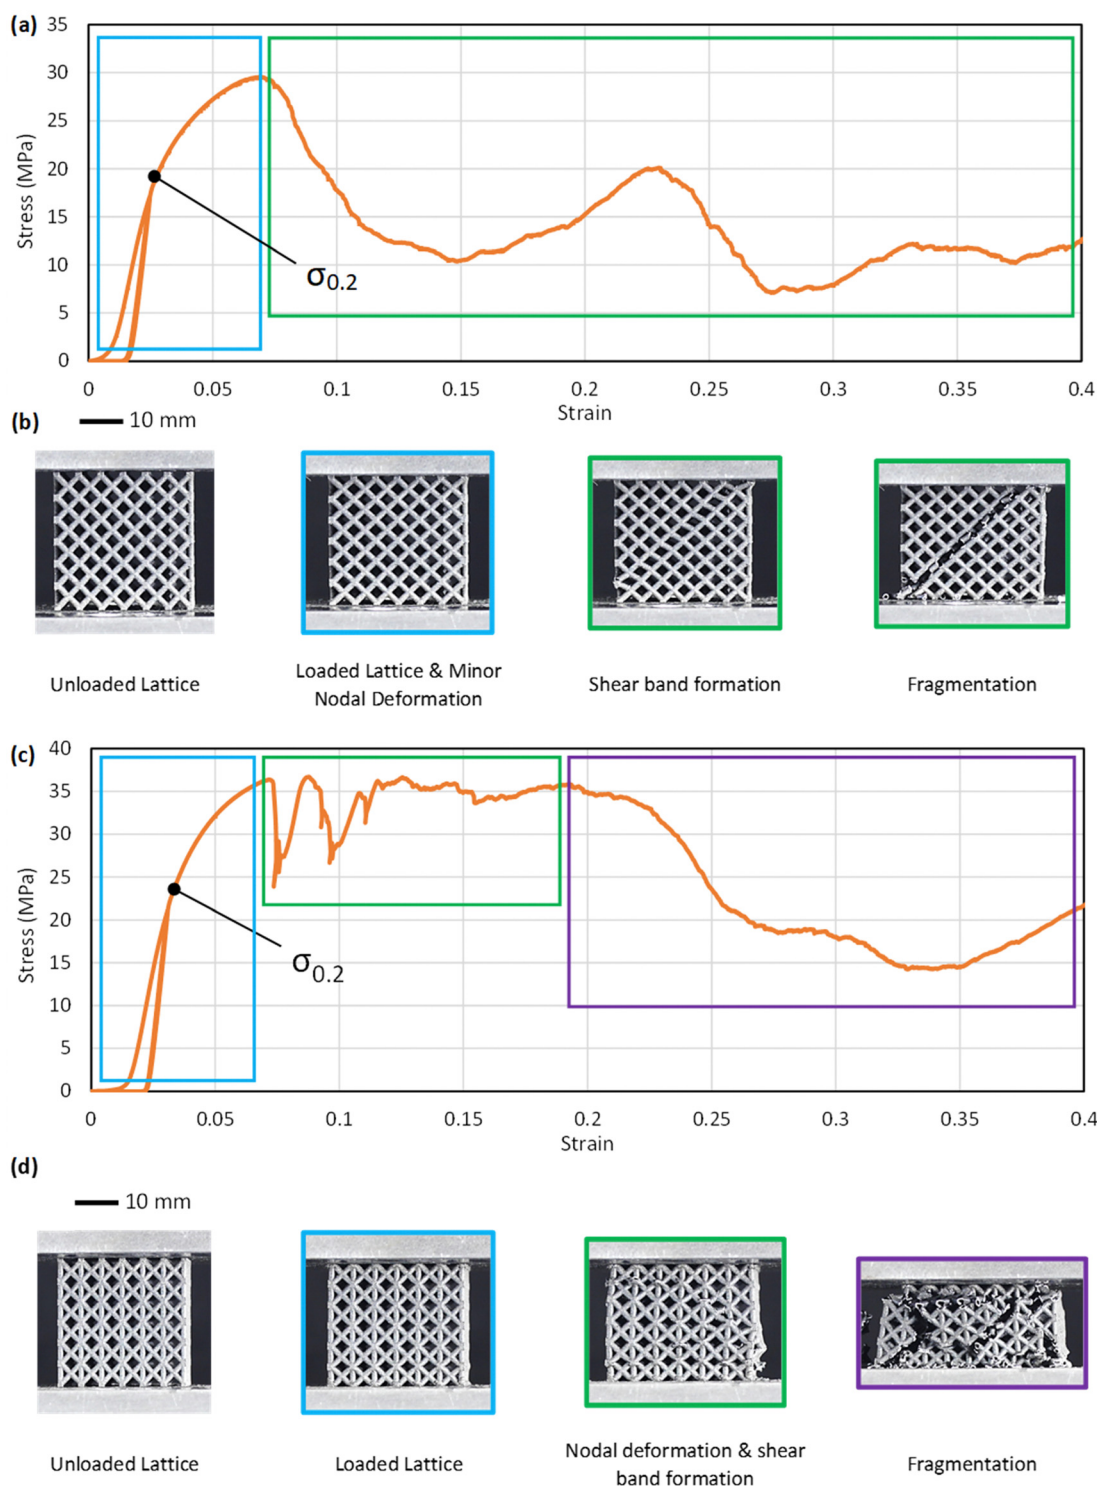 (a)
35
30
25
20
15
10
5
0
Stress (MPa)
σ0.2
0 0.05 0.1 0.15 0.2 0.25 0.3 0.35 0.4
Strain
(b)
10 mm
Unloaded Lattice
Loaded Lattice & Minor
Nodal Deformation
Shear band formation
Fragmentation
(c)
40
35
30
25
20
15
10
5
0
Stress (MPa)
σ0.2
0 0.05 0.1 0.15 0.2 0.25 0.3 0.35 0.4
Strain
(d)
10 mm
Unloaded Lattice
Loaded Lattice
Nodal deformation & shear
band formation
Fragmentation